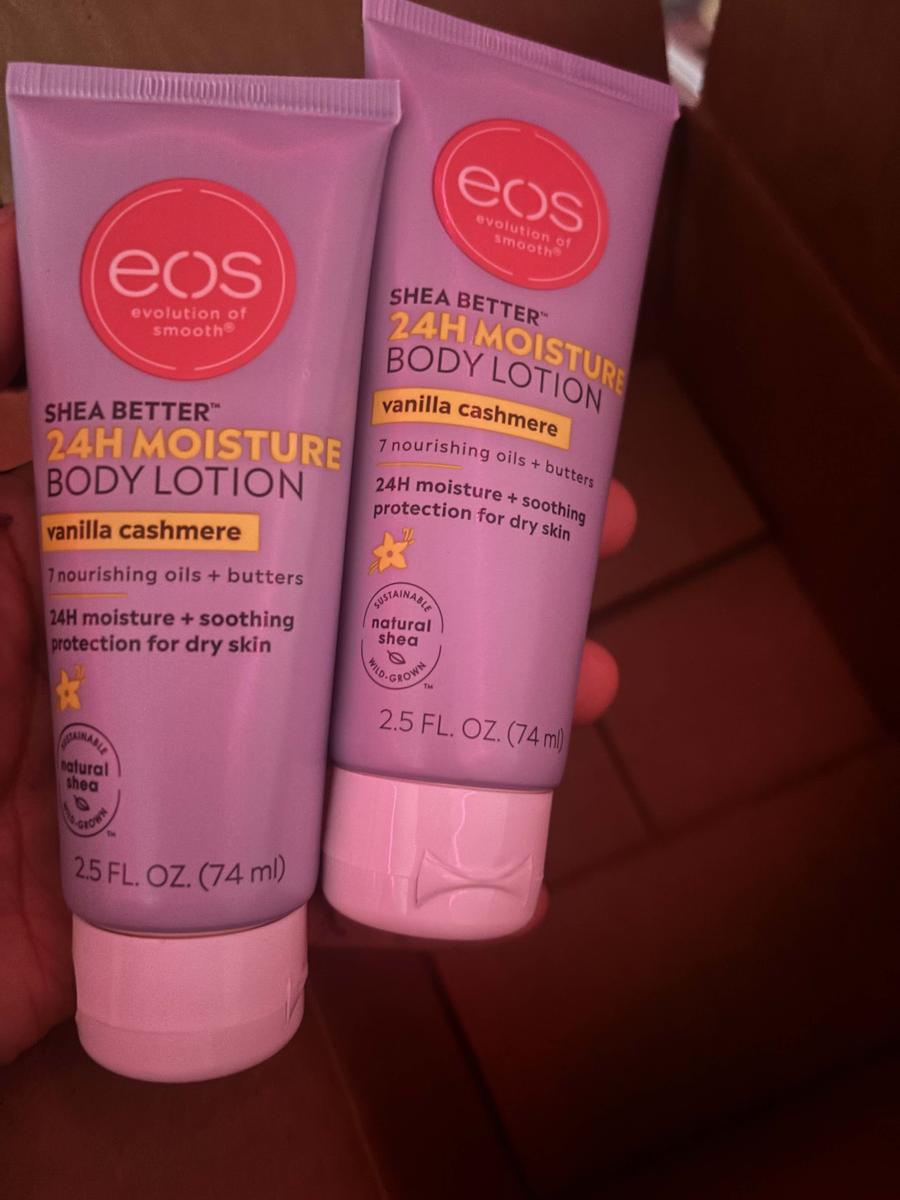 eos
evolution of
smooth®
SHEA BETTER™
24H MOISTURE
BODY LOTION
vanilla cashmere
7 nourishing oils + butters
24H moisture + soothing
protection for dry skin
SUSTAINABLE
natural
shea
WILD-GROWN
™
2.5 FL. OZ. (74 ml)
eos
evolution of
smooth®
SHEA BETTER™
24H MOISTURE
BODY LOTION
vanilla cashmere
7 nourishing oils + butters
24H moisture + soothing
protection for dry skin
SUSTAINABLE
natural
shea
WILD-GROWN
™
2.5 FL. OZ. (74 ml)